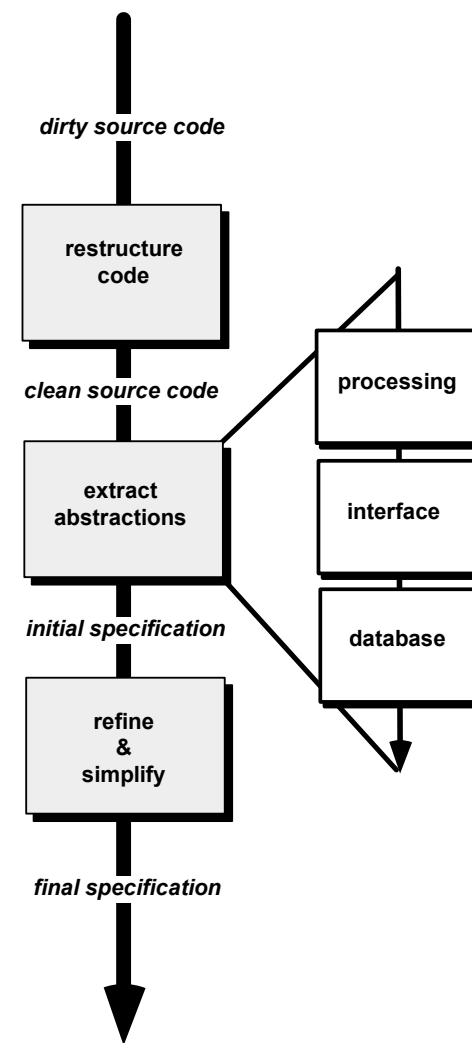 dirty source code
restructure
code
clean source code
extract
abstractions
initial specification
refine
&
simplify
final specification
processing
interface
database